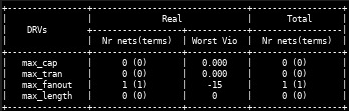 +----------------+-------------------------------+------------------+
|                |             Real              |      Total       |
|    DRVs        +------------------+------------+------------------|
|                |  Nr nets(terms)  | Worst Vio  |  Nr nets(terms)  |
+----------------+------------------+------------+------------------+
|   max_cap      |      0 (0)       |   0.000    |      0 (0)       |
|   max_tran     |      0 (0)       |   0.000    |      0 (0)       |
|   max_fanout   |      1 (1)       |    -15     |      1 (1)       |
|   max_length   |      0 (0)       |     0      |      0 (0)       |
+----------------+------------------+------------+------------------+